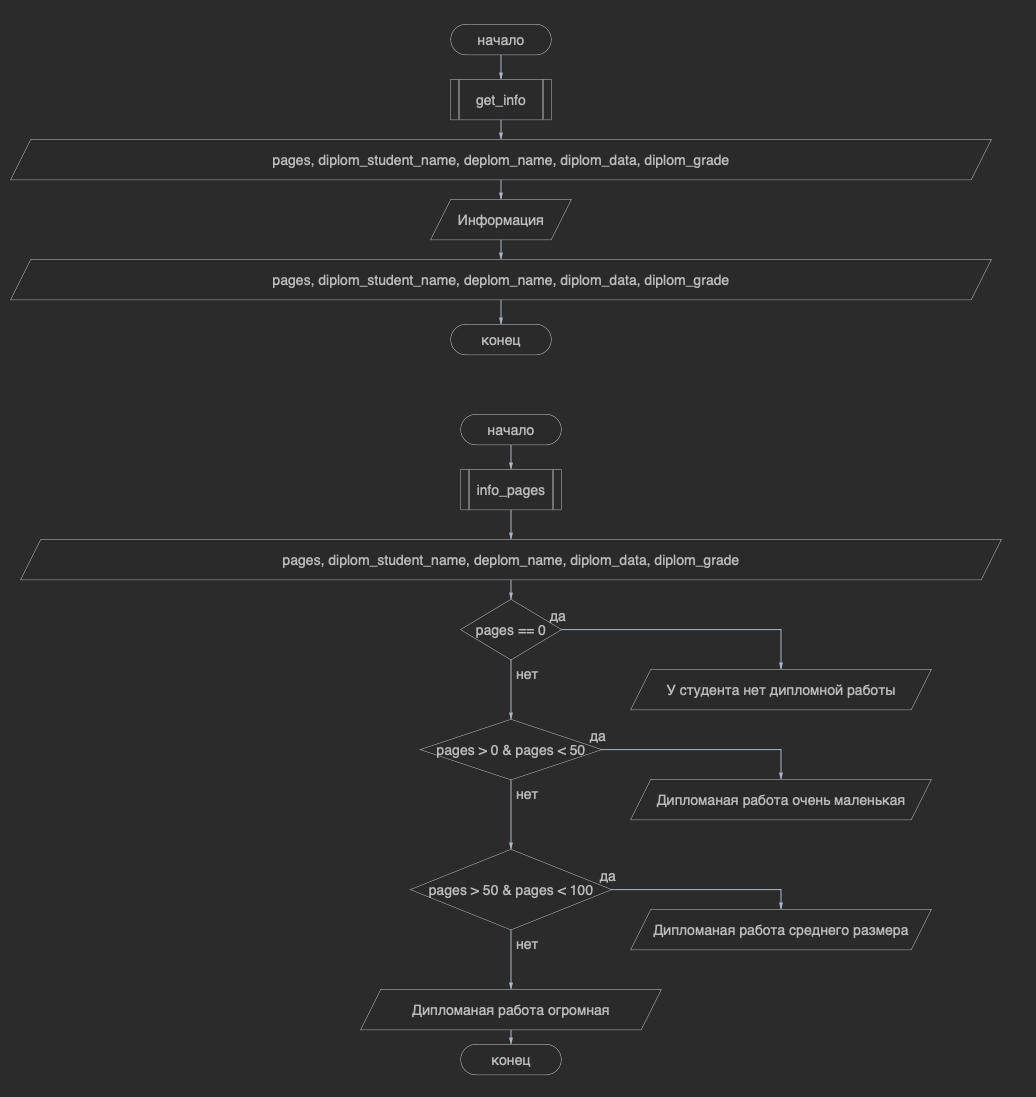 начало
get_info
pages, diplom_student_name, deplom_name, diplom_data, diplom_grade
Информация
pages, diplom_student_name, deplom_name, diplom_data, diplom_grade
конец
начало
info_pages
pages, diplom_student_name, deplom_name, diplom_data, diplom_grade
да
pages == 0
нет
У студента нет дипломной работы
да
pages > 0 & pages < 50
нет
Дипломаная работа очень маленькая
да
pages > 50 & pages < 100
Дипломаная работа среднего размера
нет
Дипломаная работа огромная
конец